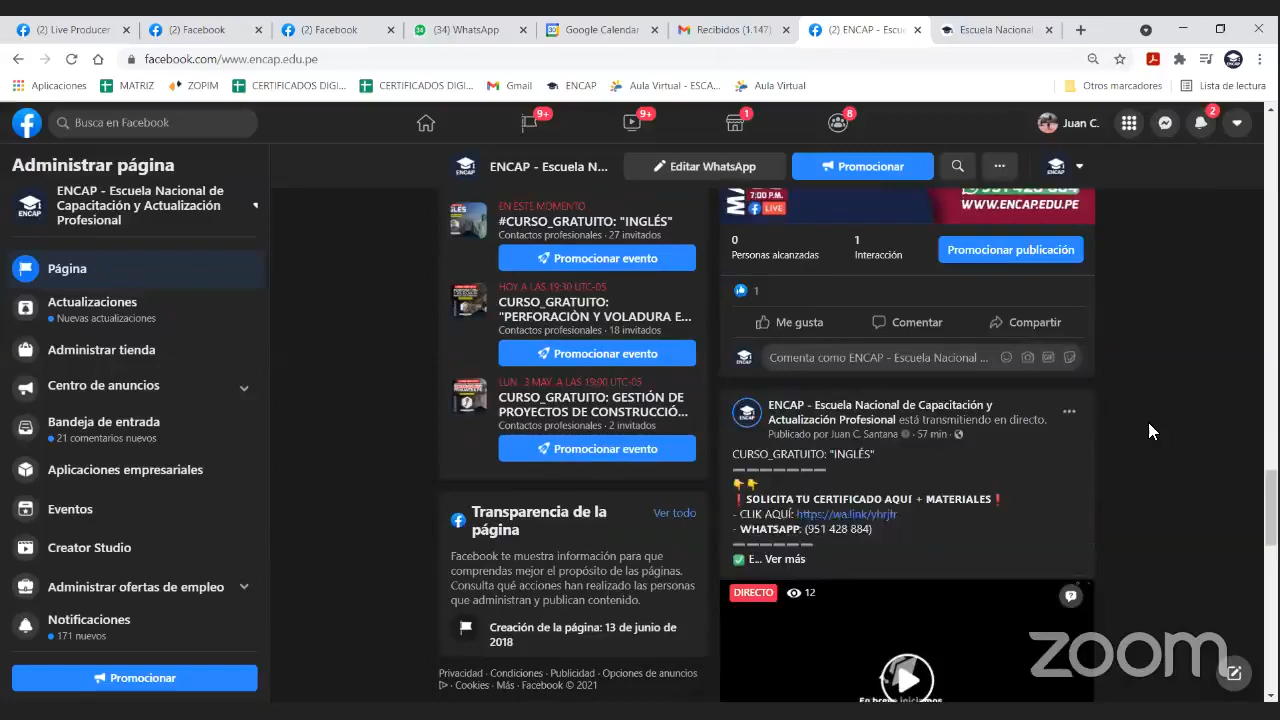 (2) Live Producer
(2) Facebook
(2) Facebook
(34) WhatsApp
Google Calendar
Recibidos (1.147)
(2) ENCAP - Escue
Escuela Nacional
facebook.com/www.encap.edu.pe
Aplicaciones
MATRIZ
ZOPIM
CERTIFICADOS DIGI...
CERTIFICADOS DIGI...
Gmail
ENCAP
Aula Virtual - ESCA...
Aula Virtual
Otros marcadores
Lista de lectura
Busca en Facebook
9+
9+
1
8
Juan C.
2
Administrar página
ENCAP - Escuela Nacional de
Capacitación y Actualización
Profesional
Página
Actualizaciones
Nuevas actualizaciones
Administrar tienda
Centro de anuncios
Bandeja de entrada
21 comentarios nuevos
Aplicaciones empresariales
Eventos
Creator Studio
Administrar ofertas de empleo
Notificaciones
171 nuevos
Promocionar
ENCAP - Escuela N...
Editar WhatsApp
Promocionar
EN ESTE MOMENTO
#CURSO_GRATUITO: "INGLÉS"
Contactos profesionales · 27 invitados
Promocionar evento
HOY A LAS 19:30 UTC-05
CURSO_GRATUITO:
"PERFORACIÒN Y VOLADURA E...
Contactos profesionales · 18 invitados
Promocionar evento
LUN., 3 MAY. A LAS 19:00 UTC-05
CURSO_GRATUITO: GESTIÓN DE
PROYECTOS DE CONSTRUCCIÓ...
Contactos profesionales · 2 invitados
Promocionar evento
Transparencia de la
página
Ver todo
Facebook te muestra información para que
comprendas mejor el propósito de las páginas.
Consulta qué acciones han realizado las personas
que administran y publican contenido.
Creación de la página: 13 de junio de
2018
Privacidad · Condiciones · Publicidad · Opciones de anuncios
· Cookies · Más · Facebook © 2021
7:00 P.M.
LIVE
951 428 884
WWW.ENCAP.EDU.PE
0
Personas alcanzadas
1
Interacción
Promocionar publicación
1
Me gusta
Comentar
Compartir
Comenta como ENCAP - Escuela Nacional ...
ENCAP - Escuela Nacional de Capacitación y
Actualización Profesional está transmitiendo en directo.
Publicado por Juan C. Santana · 57 min ·
CURSO_GRATUITO: "INGLÉS"
❗SOLICITA TU CERTIFICADO AQUÍ + MATERIALES❗
- CLIK AQUÍ: https://wa.link/yhrjfr
- WHATSAPP: (951 428 884)
✅ E... Ver más
DIRECTO
12
En breve iniciamos
zoom